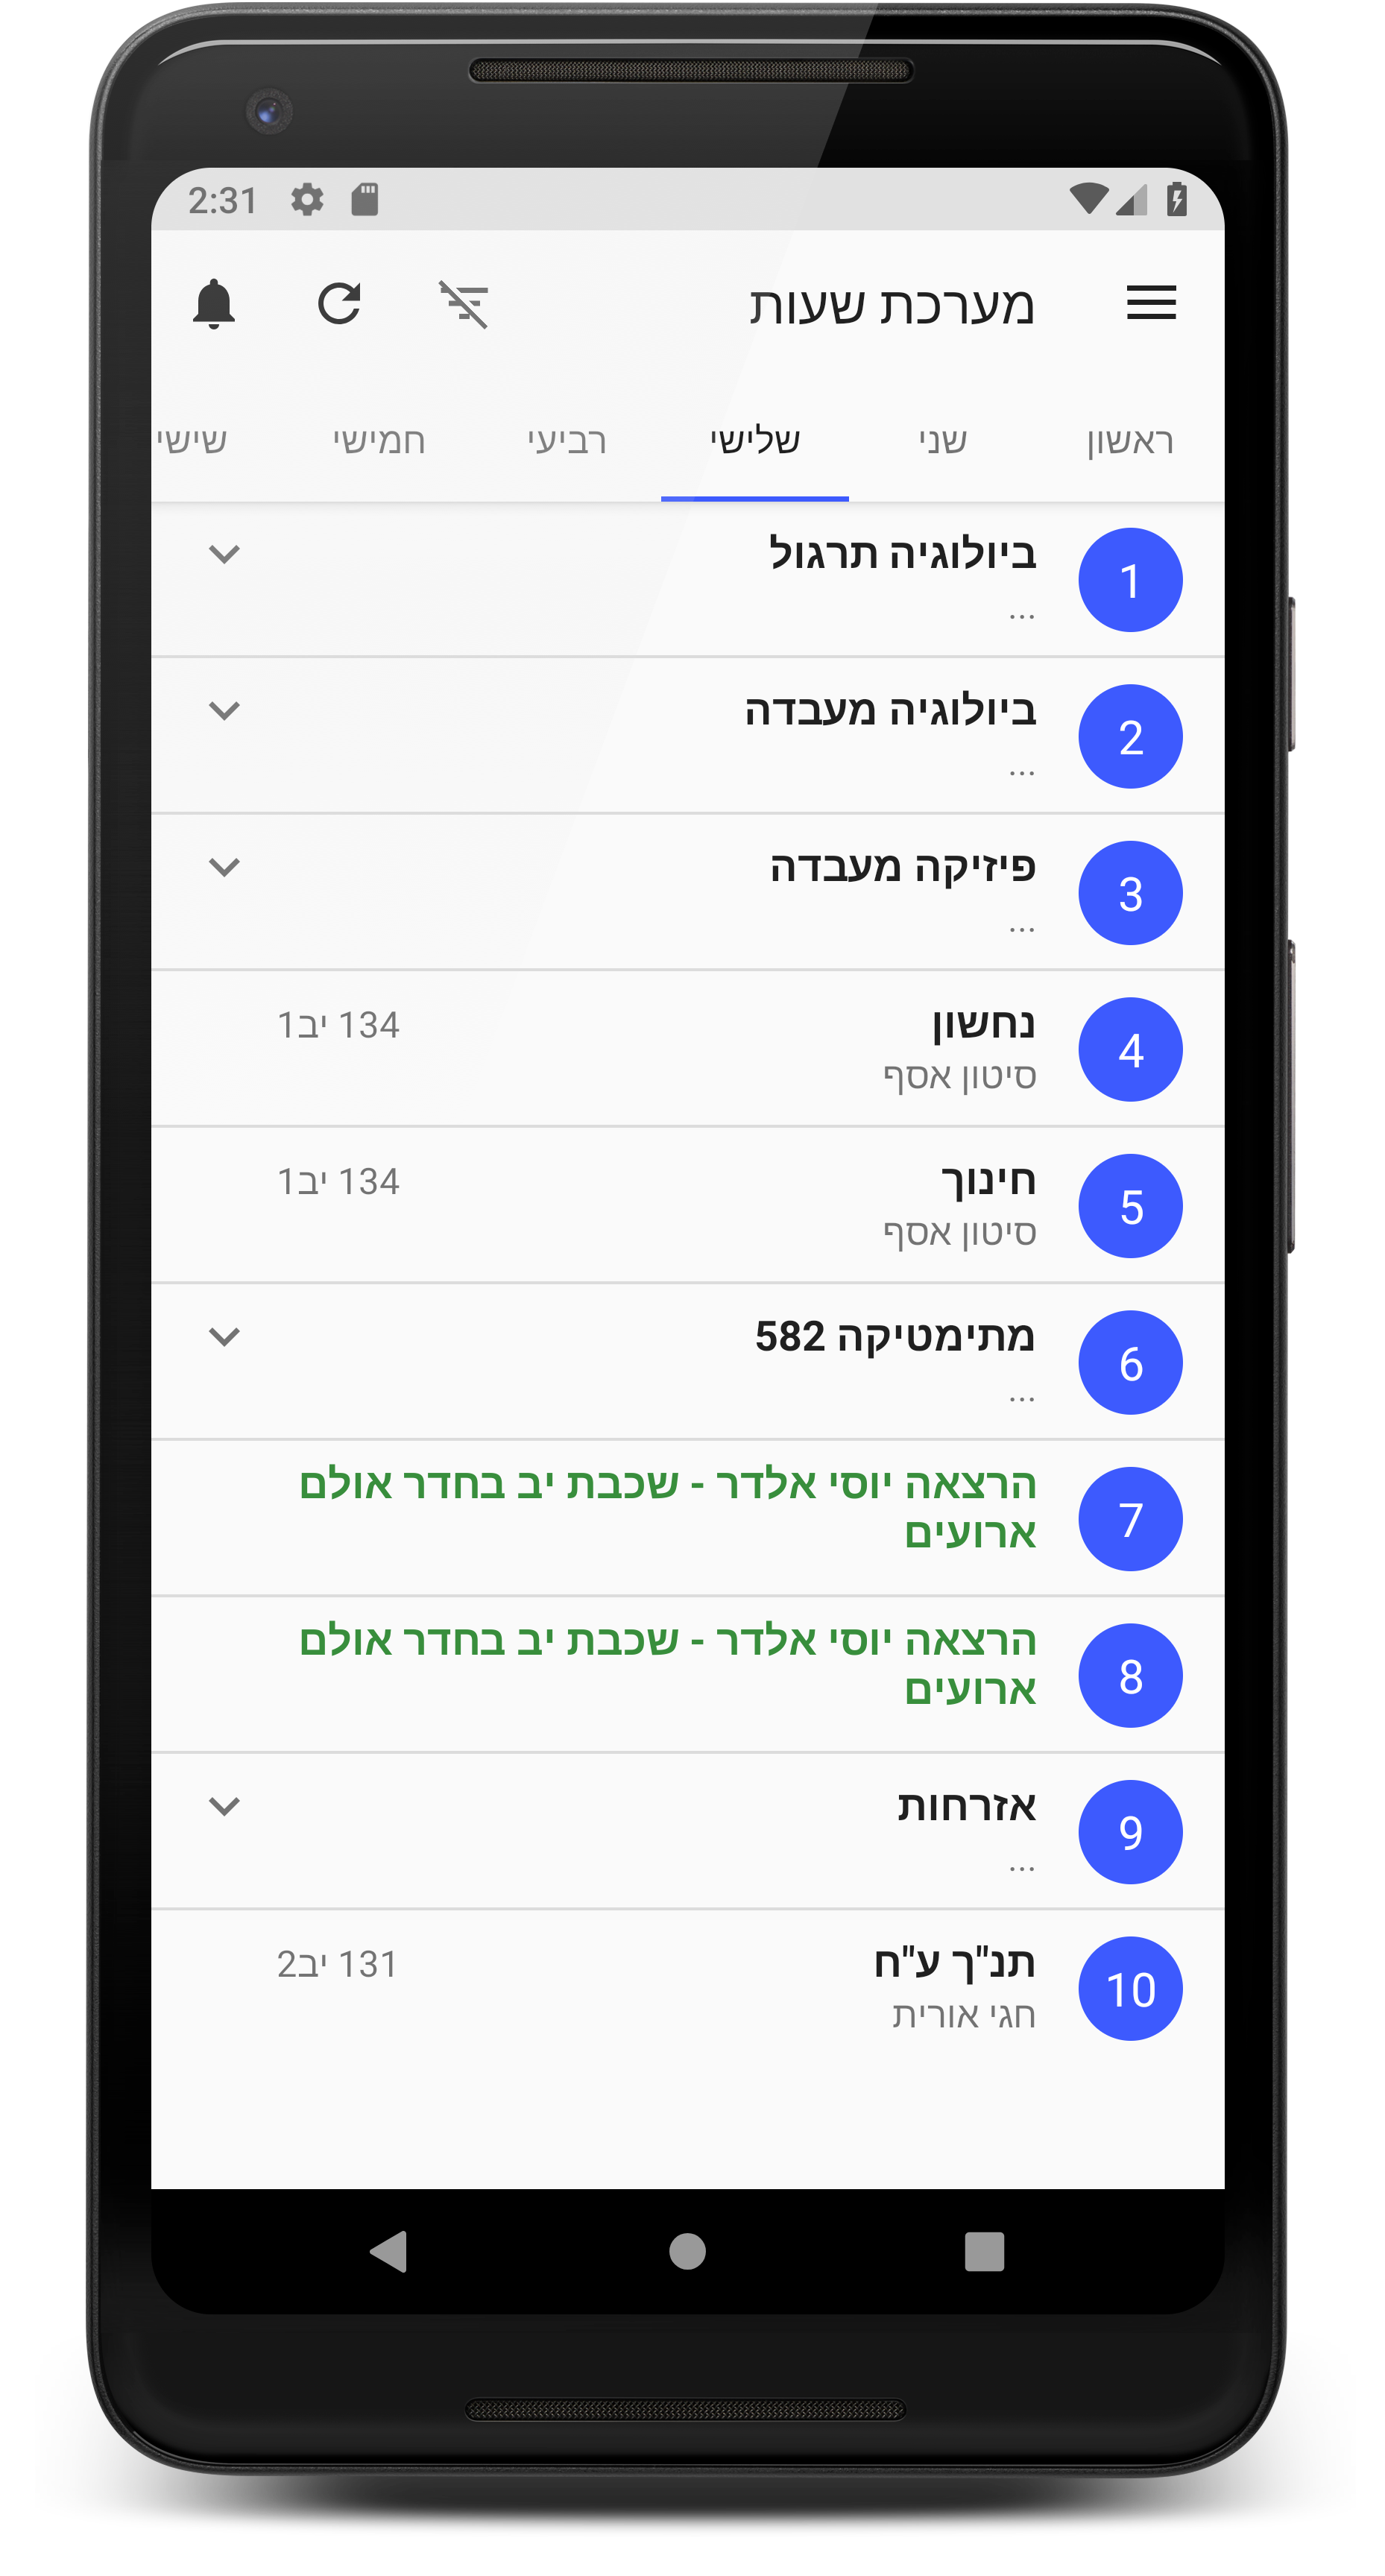 2:31
מערכת שעות
ראשון שני שלישי רביעי חמישי שישי
1 ביולוגיה תרגול
...
2 ביולוגיה מעבדה
...
3 פיזיקה מעבדה
...
4 נחשון 134 יב1
סיטון אסף
5 חינוך 134 יב1
סיטון אסף
6 מתימטיקה 582
...
7 הרצאה יוסי אלדר - שכבת יב בחדר אולם
ארועים
8 הרצאה יוסי אלדר - שכבת יב בחדר אולם
ארועים
9 אזרחות
...
10 תנ"ך ע"ח 131 יב2
חגי אורית